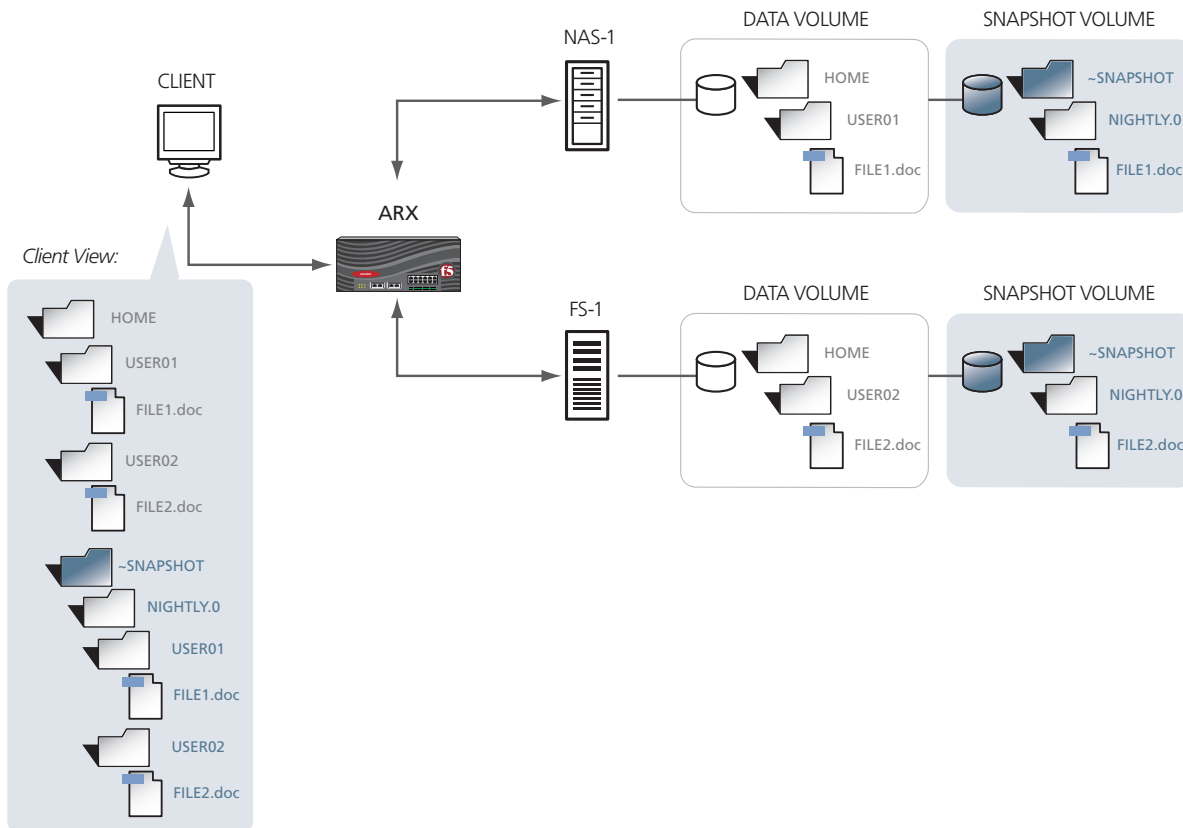 DATA VOLUME
SNAPSHOT VOLUME
NAS-1
HOME
USER01
FILE1.doc
~SNAPSHOT
NIGHTLY.0
FILE1.doc
CLIENT
ARX
f5
Client View:
HOME
USER01
FILE1.doc
USER02
FILE2.doc
~SNAPSHOT
NIGHTLY.0
USER01
FILE1.doc
USER02
FILE2.doc
FS-1
DATA VOLUME
SNAPSHOT VOLUME
HOME
USER02
FILE2.doc
~SNAPSHOT
NIGHTLY.0
FILE2.doc